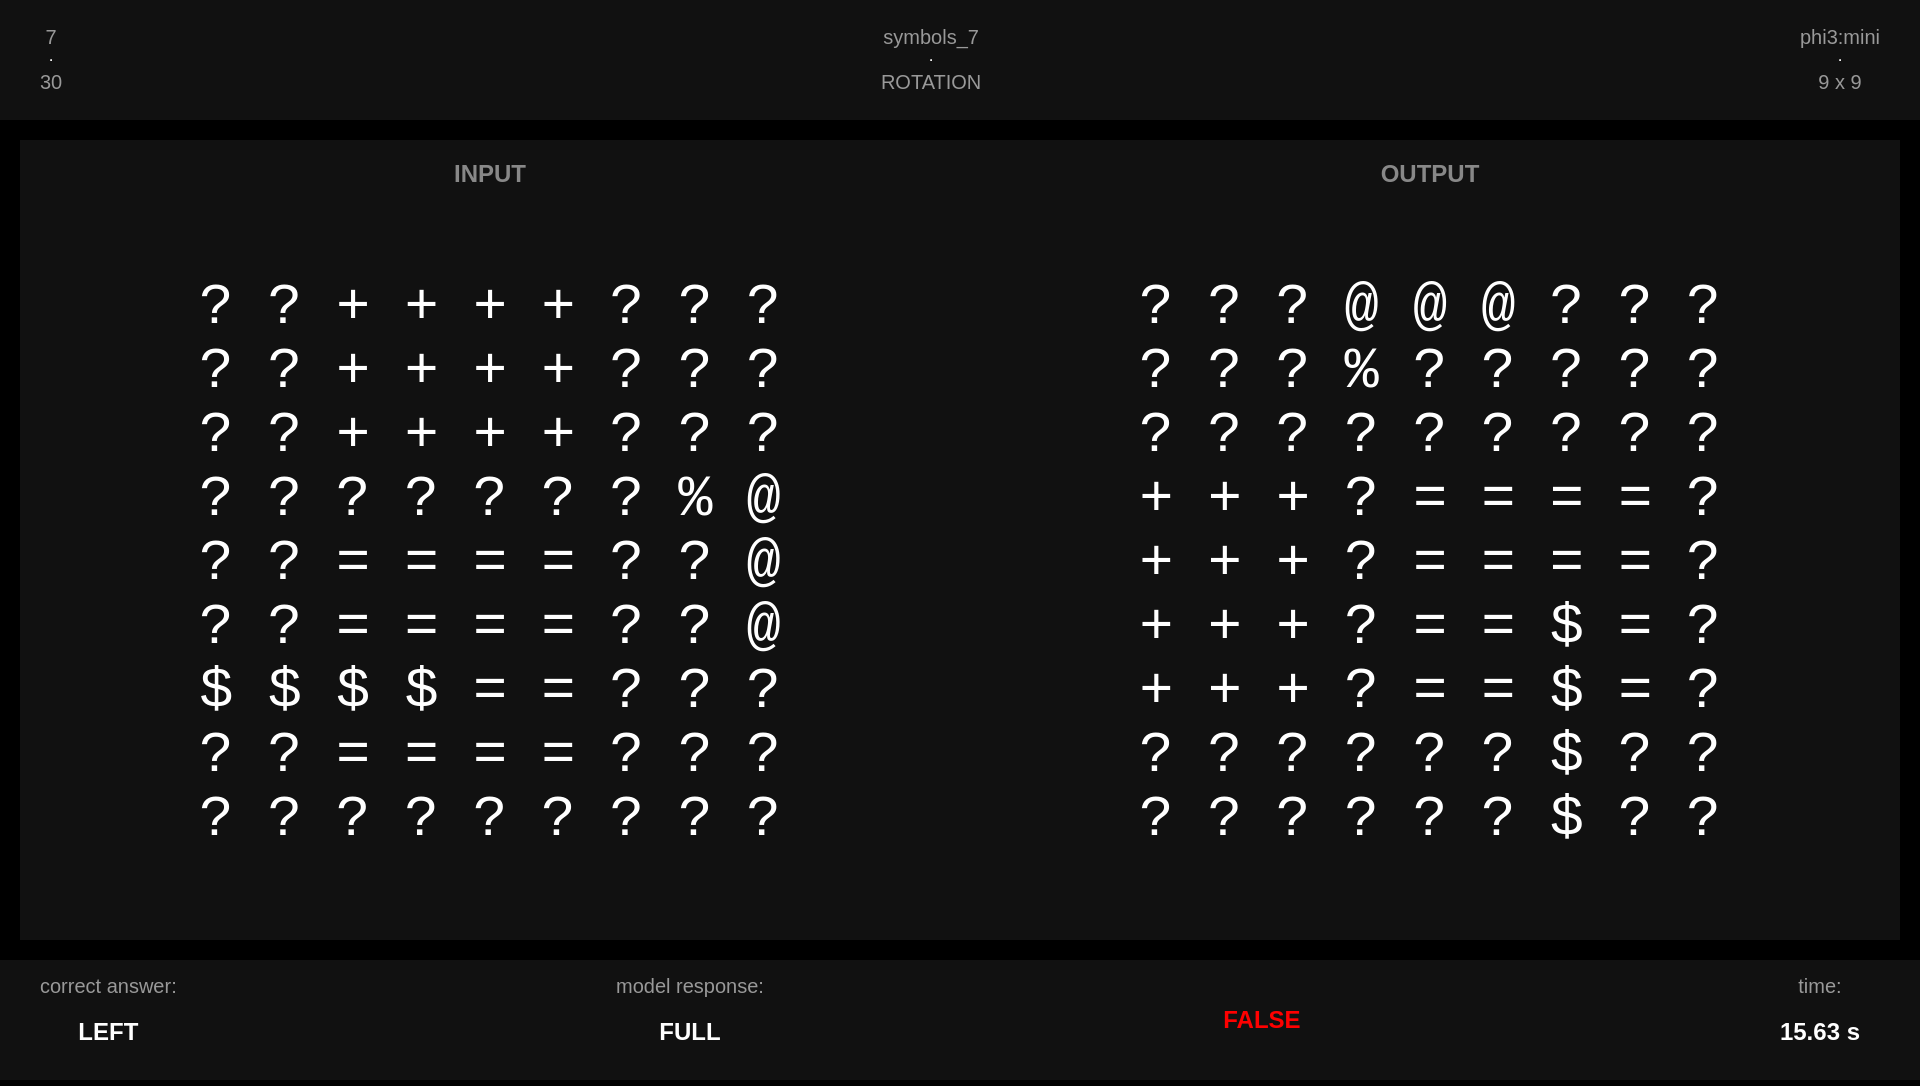 7
·
30
symbols_7
·
ROTATION
phi3:mini
·
9 x 9
INPUT
? ? + + + + ? ? ?
? ? + + + + ? ? ?
? ? + + + + ? ? ?
? ? ? ? ? ? ? % @
? ? = = = = ? ? @
? ? = = = = ? ? @
$ $ $ $ = = ? ? ?
? ? = = = = ? ? ?
? ? ? ? ? ? ? ? ?
OUTPUT
? ? ? @ @ @ ? ? ?
? ? ? % ? ? ? ? ?
? ? ? ? ? ? ? ? ?
+ + + ? = = = = ?
+ + + ? = = = = ?
+ + + ? = = $ = ?
+ + + ? = = $ = ?
? ? ? ? ? ? $ ? ?
? ? ? ? ? ? $ ? ?
correct answer:
LEFT
model response:
FULL
FALSE
time:
15.63 s